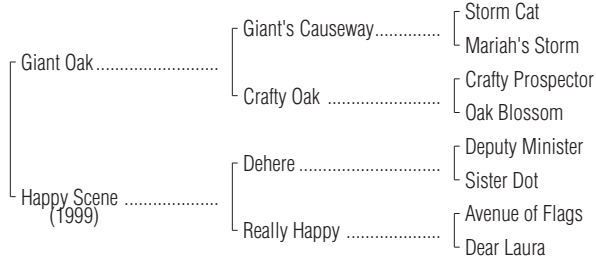 Storm Cat
Giant's Causeway..............
Mariah's Storm
Giant Oak..........................
Crafty Prospector
Crafty Oak ........................
Oak Blossom
Deputy Minister
Dehere ..............................
Sister Dot
Happy Scene ....................
(1999)
Avenue of Flags
Really Happy ....................
Dear Laura